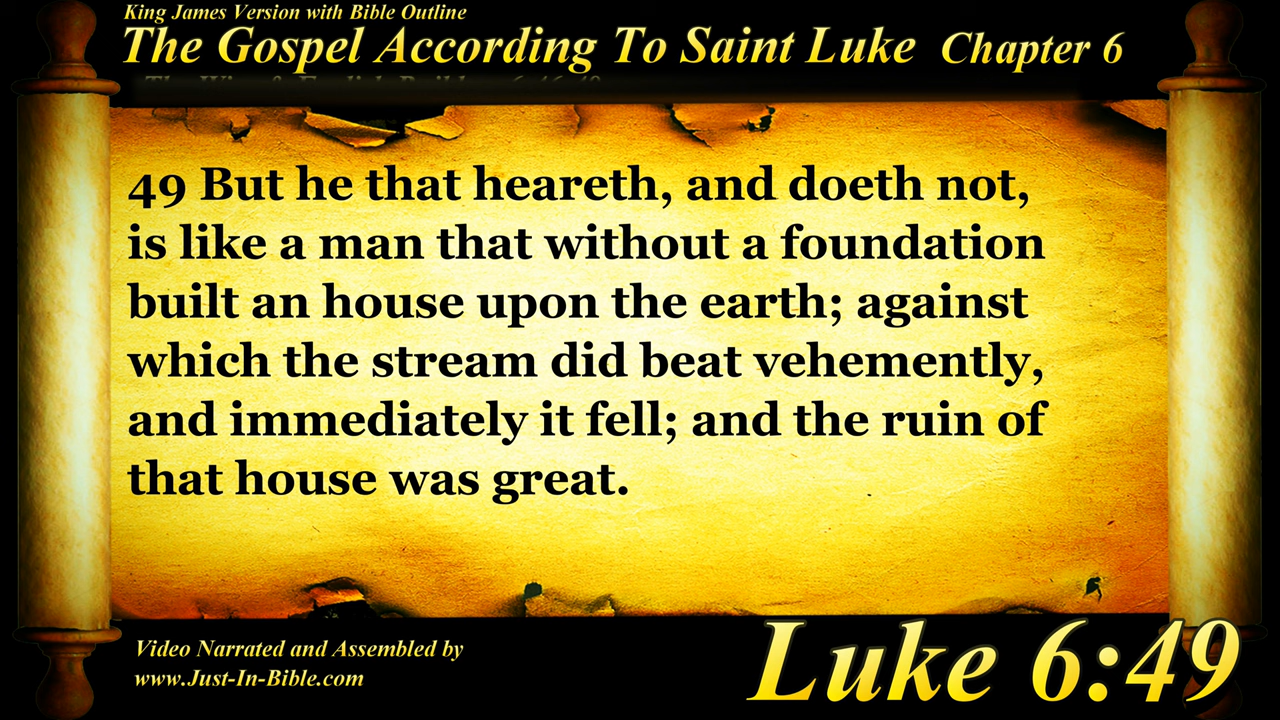 King James Version with Bible Outline
The Gospel According To Saint Luke Chapter 6
49 But he that heareth, and doeth not,
is like a man that without a foundation
built an house upon the earth; against
which the stream did beat vehemently,
and immediately it fell; and the ruin of
that house was great.
Video Narrated and Assembled by
www.Just-In-Bible.com
Luke 6:49